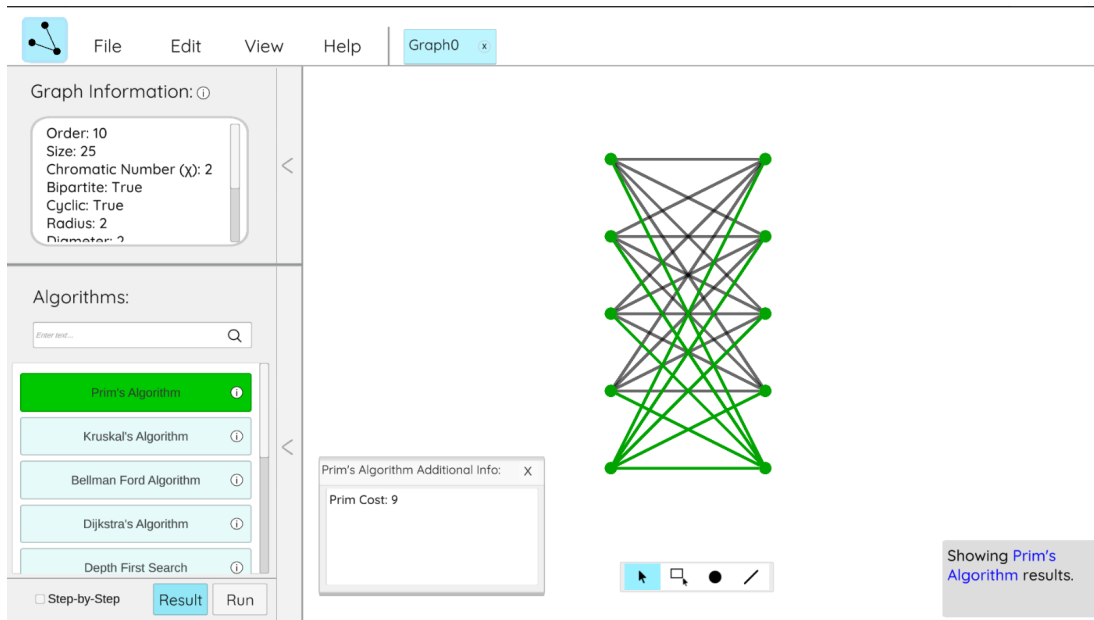 File Edit View Help Graph0 x
Graph Information: i
Order: 10
Size: 25
Chromatic Number (χ): 2
Bipartite: True
Cyclic: True
Radius: 2
Diameter: 2
Algorithms:
Enter text...
Prim's Algorithm i
Kruskal's Algorithm i
Bellman Ford Algorithm i
Dijkstra's Algorithm i
Depth First Search i
Step-by-Step Result Run
Prim's Algorithm Additional Info: X
Prim Cost: 9
Showing Prim's
Algorithm results.